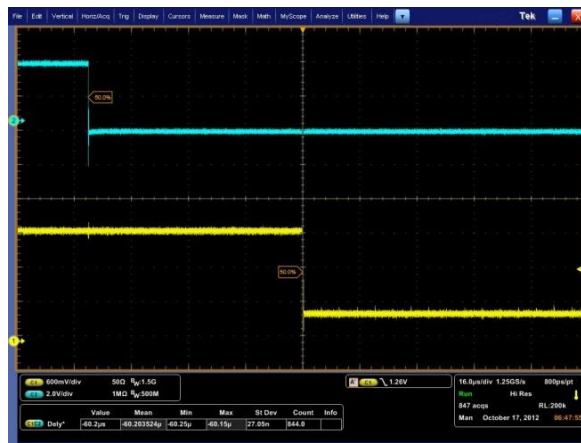 File Edit Vertical Horiz/Acq Trig Display Cursors Measure Mask Math MyScope Analyze Utilities Help Tek
50.0%
2
50.0%
1
C1 600mV/div 50Ω BW:1.5G
C2 2.0V/div 1MΩ BW:500M
A' C1 1.26V
16.0µs/div 1.25GS/s 800ps/pt
Run Hi Res
847 acqs RL:200k
Man October 17, 2012 06:47:55
Value Mean Min Max St Dev Count Info
C1 C2 Dely* -60.2µs -60.203524µ -60.25µ -60.15µ 27.05n 844.0